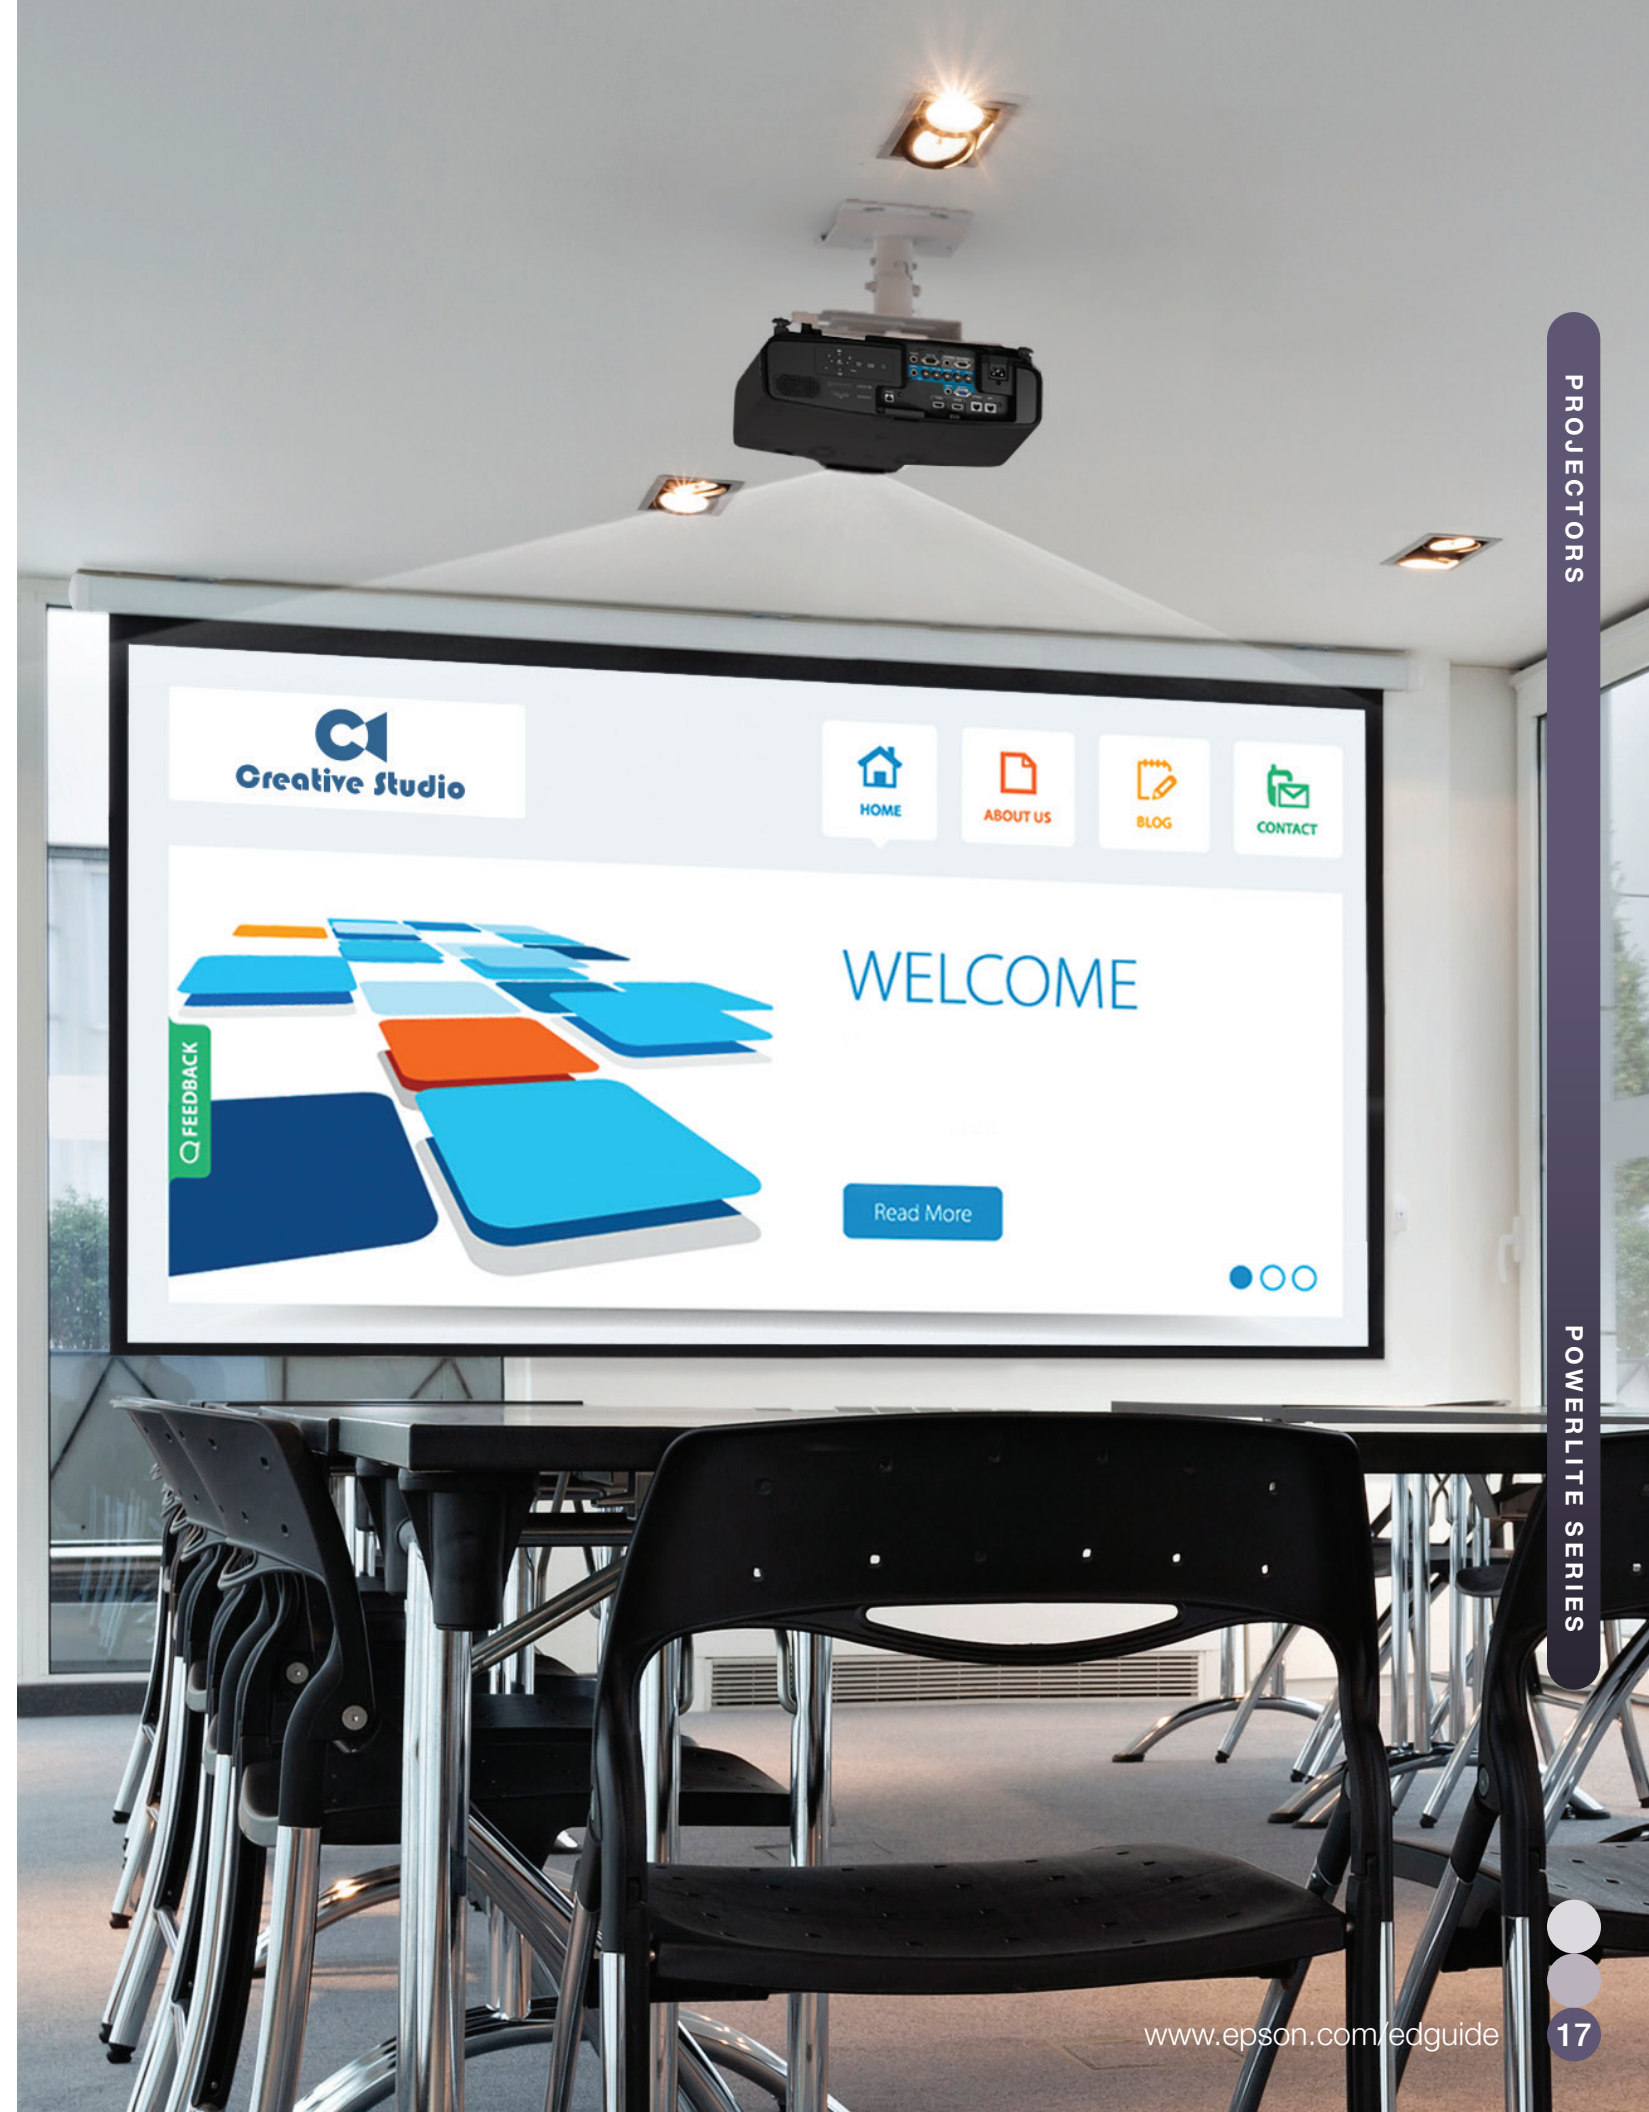 Creative Studio
HOME
ABOUT US
BLOG
CONTACT
WELCOME
FEEDBACK
Read More
PROJECTORS
POWERLITE SERIES
www.epson.com/edguide
17